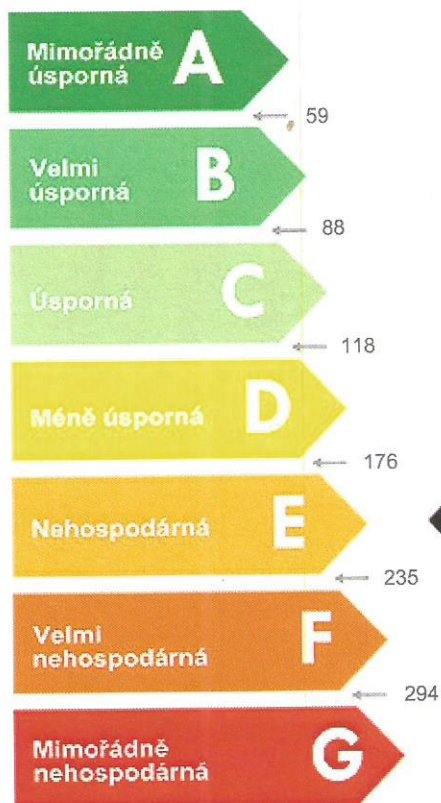 Mimořádně
úsporná
A
59
Velmi
úsporná
B
88
Úsporná
C
118
Méně úsporná
D
176
Nehospodárná
E
235
Velmi
nehospodárná
F
294
Mimořádně
nehospodárná
G